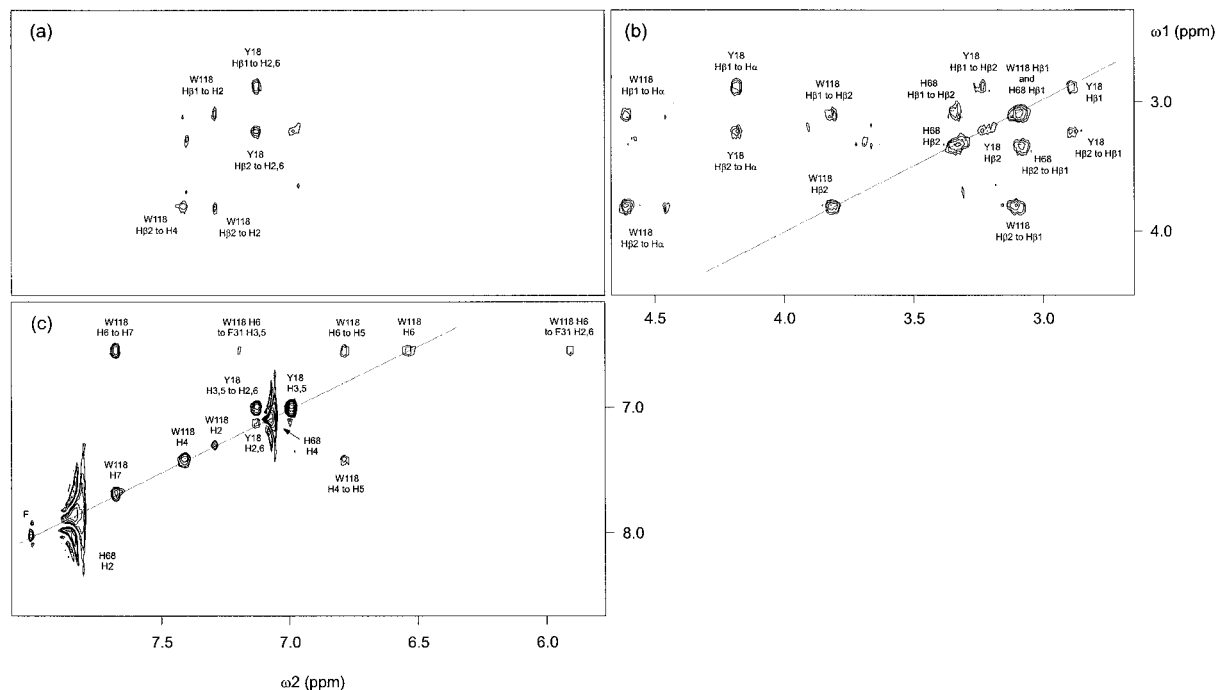 (a)
Y18
Hβ1 to H2,6
W118
Hβ1 to H2
Y18
Hβ2 to H2,6
W118
Hβ2 to H4
W118
Hβ2 to H2
(b)
ω1 (ppm)
W118
Hβ1 to Hα
Y18
Hβ1 to Hα
W118
Hβ1 to Hβ2
H68
Hβ1 to Hβ2
Y18
Hβ1 to Hβ2
W118 Hβ1
and
H68 Hβ1
Y18
Hβ1
3.0
Y18
Hβ2 to Hα
H68
Hβ2
Y18
Hβ2
H68
Hβ2 to Hβ1
Y18
Hβ2 to Hβ1
W118
Hβ2 to Hα
W118
Hβ2
W118
Hβ2 to Hβ1
4.0
4.5
4.0
3.5
3.0
(c)
W118
H6 to H7
W118 H6
to F31 H3,5
W118
H6 to H5
W118
H6
W118 H6
to F31 H2,6
Y18
H3,5 to H2,6
Y18
H3,5
7.0
W118
H4
W118
H2
Y18
H2,6
H68
H4
W118
H7
W118
H4 to H5
F
H68
H2
8.0
7.5
7.0
6.5
6.0
ω2 (ppm)